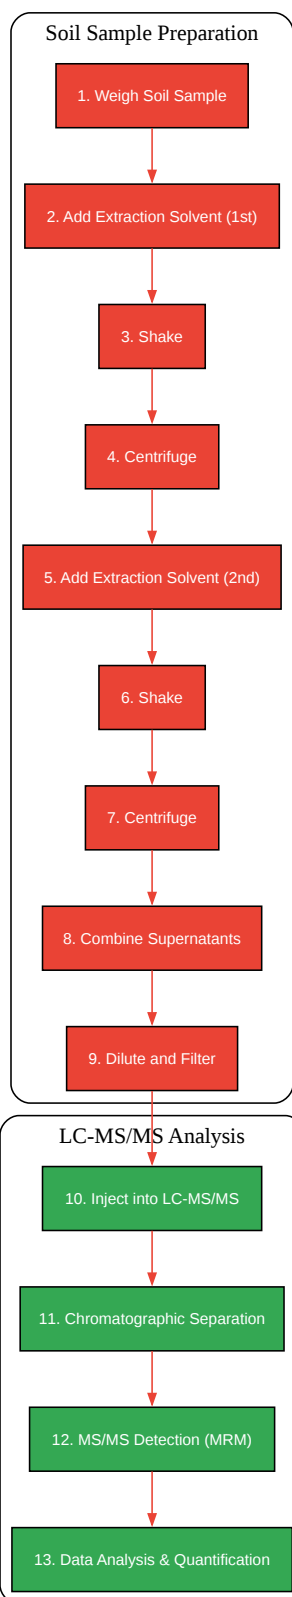 Soil Sample Preparation
1. Weigh Soil Sample
2. Add Extraction Solvent (1st)
3. Shake
4. Centrifuge
5. Add Extraction Solvent (2nd)
6. Shake
7. Centrifuge
8. Combine Supernatants
9. Dilute and Filter
LC-MS/MS Analysis
10. Inject into LC-MS/MS
11. Chromatographic Separation
12. MS/MS Detection (MRM)
13. Data Analysis & Quantification